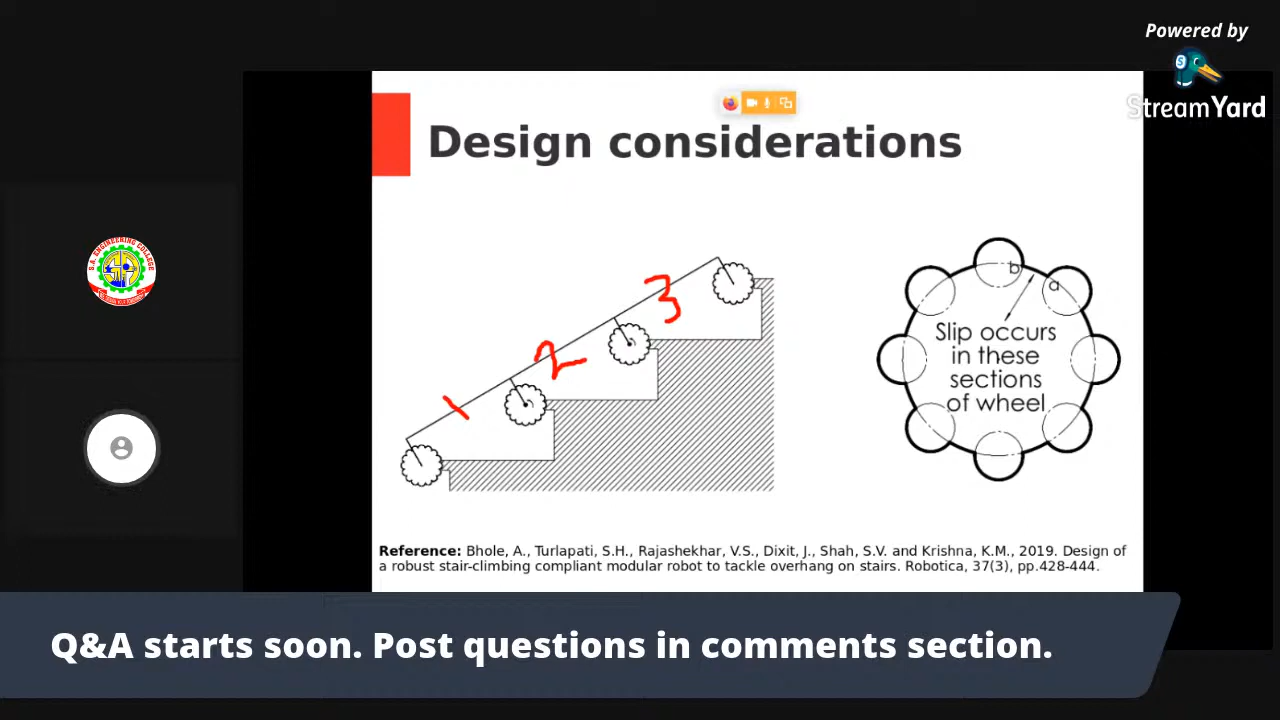 Powered by
StreamYard
Design considerations
S.A. ENGINEERING COLLEGE
1
2
3
b
a
Slip occurs
in these
sections
of wheel
Reference: Bhole, A., Turlapati, S.H., Rajashekhar, V.S., Dixit, J., Shah, S.V. and Krishna, K.M., 2019. Design of
a robust stair-climbing compliant modular robot to tackle overhang on stairs. Robotica, 37(3), pp.428-444.
Q&A starts soon. Post questions in comments section.